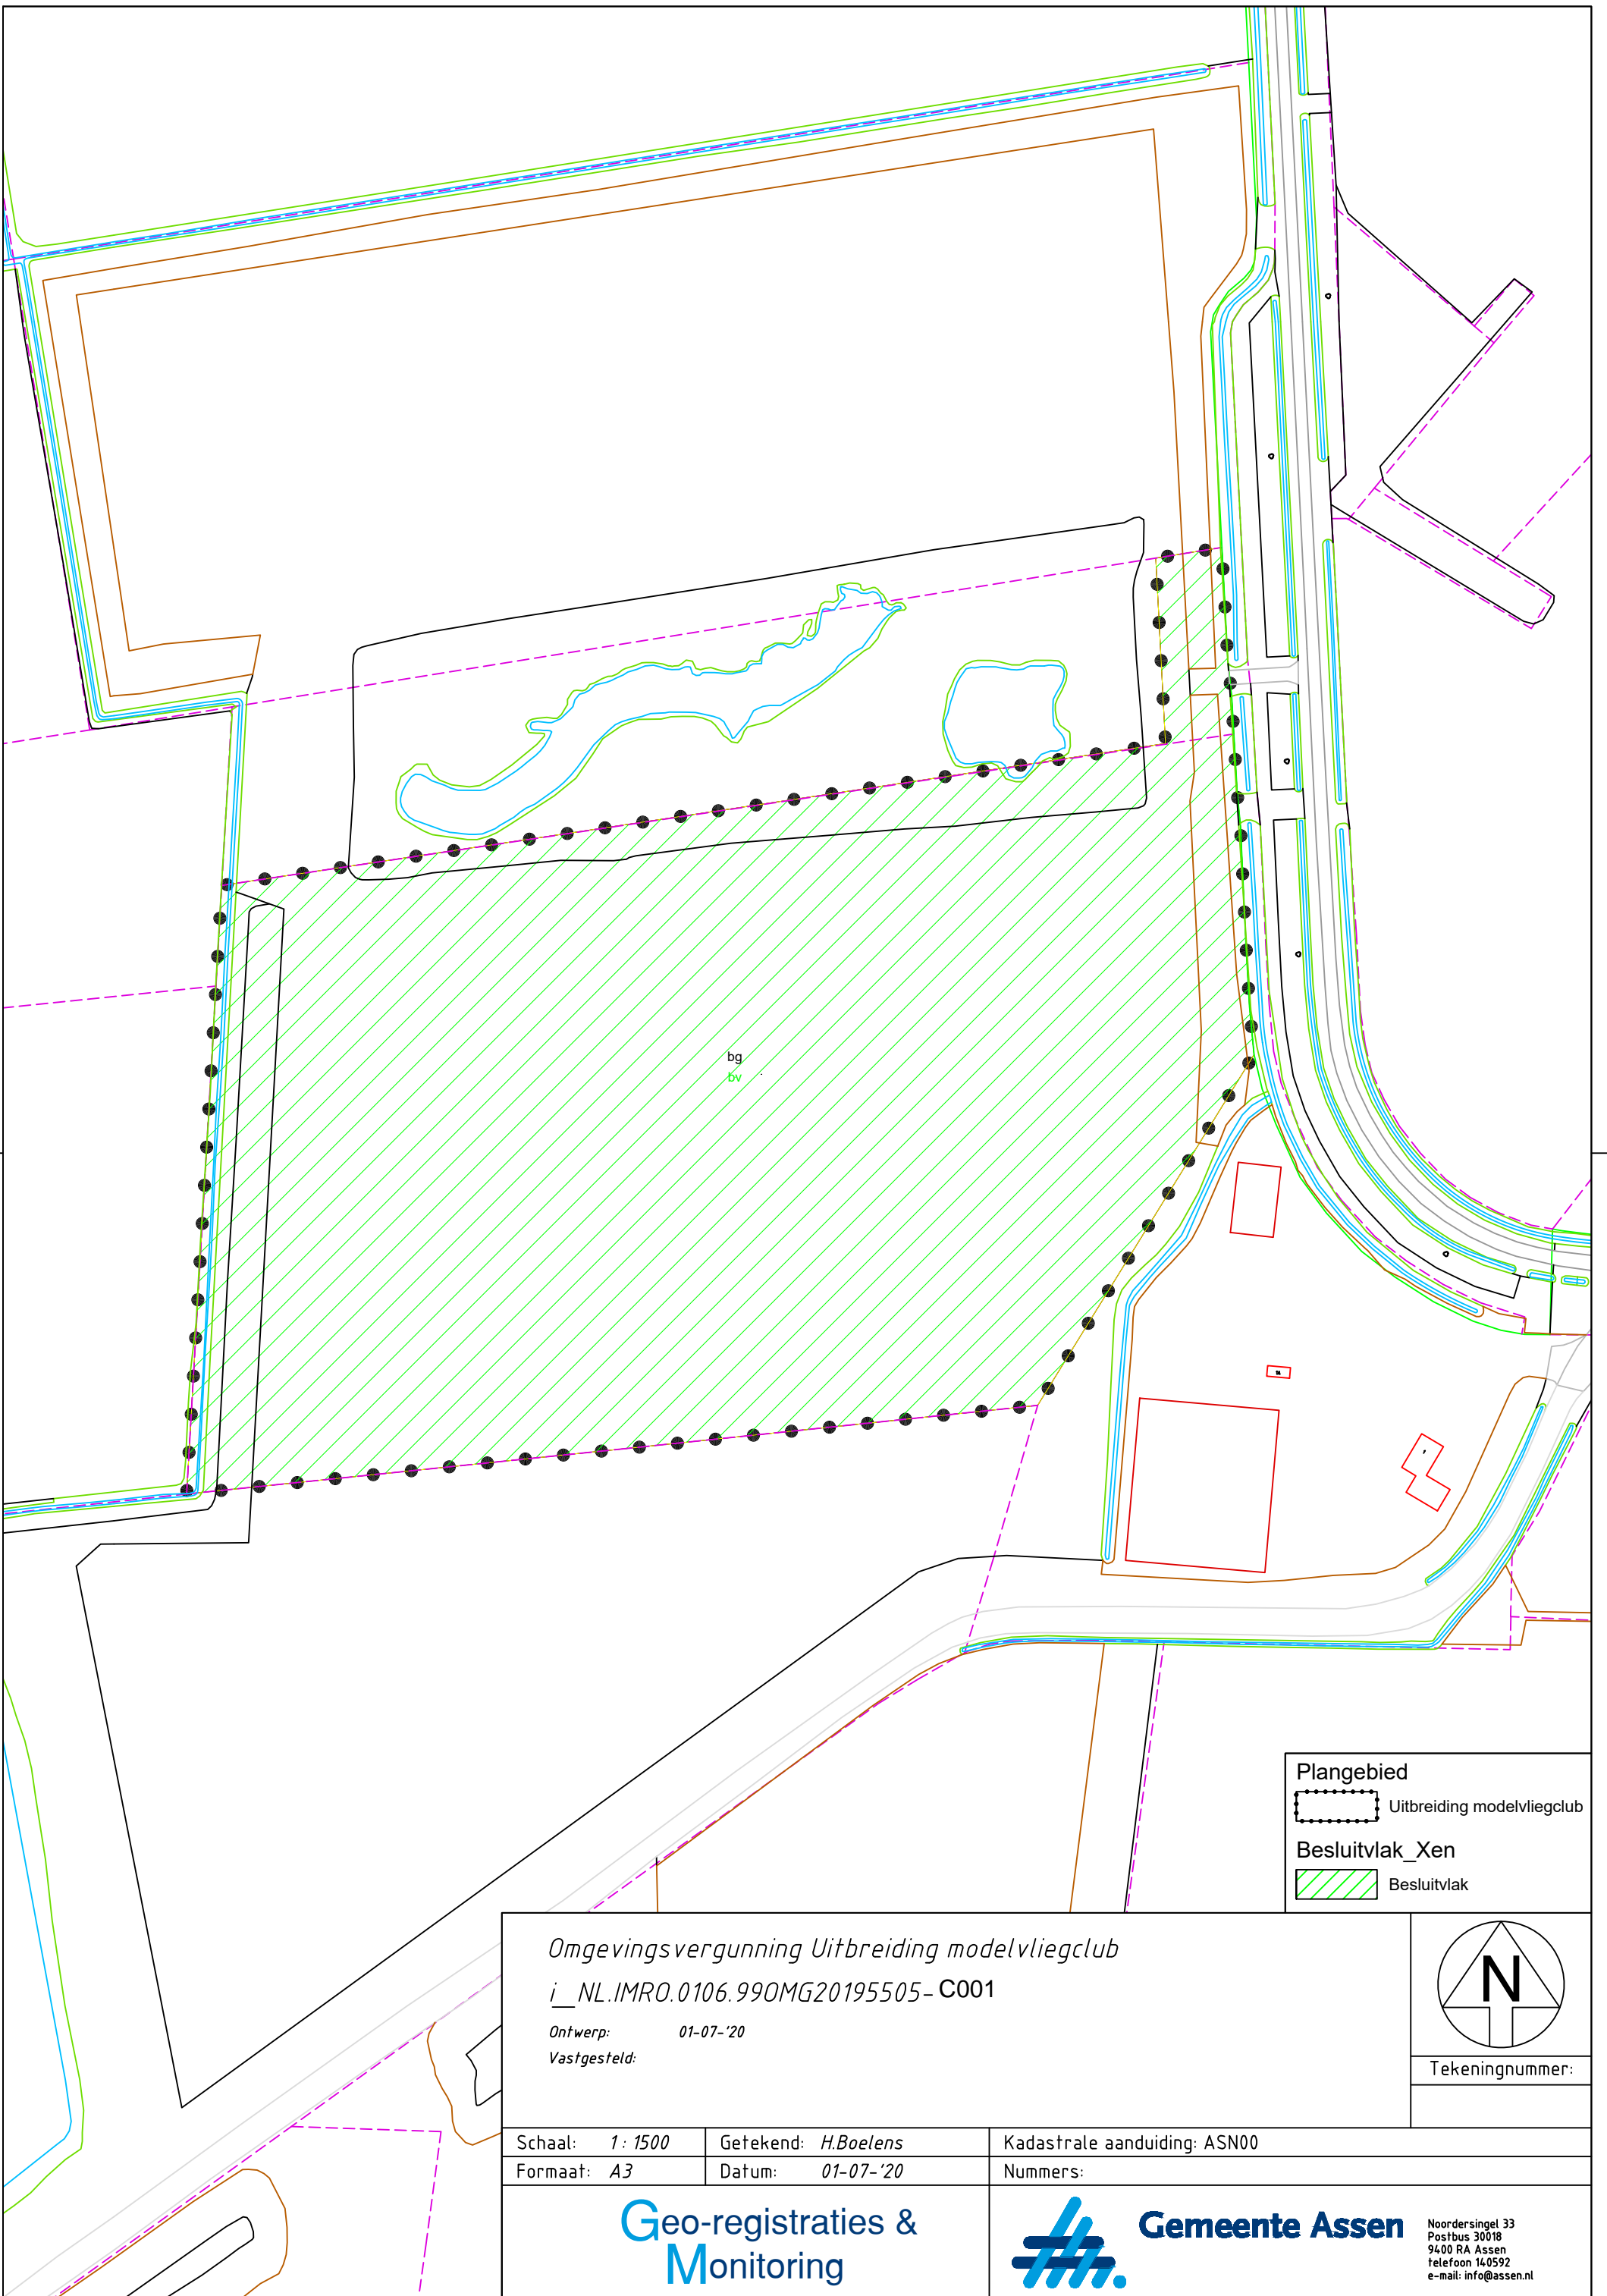 bg
bv
Plangebied
Uitbreiding modelvliegclub
Besluitvlak_Xen
Besluitvlak
Omgevingsvergunning Uitbreiding modelvliegclub
i_NL.IMRO.0106.99OMG20195505-C001
Ontwerp: 01-07-'20
Vastgesteld:
N
Tekeningnummer:
Schaal: 1 : 1500
Getekend: H.Boelens
Kadastrale aanduiding: ASN00
Formaat: A3
Datum: 01-07-'20
Nummers:
Geo-registraties &
Monitoring
Gemeente Assen
Noordersingel 33
Postbus 30018
9400 RA Assen
telefoon 140592
e-mail: info@assen.nl